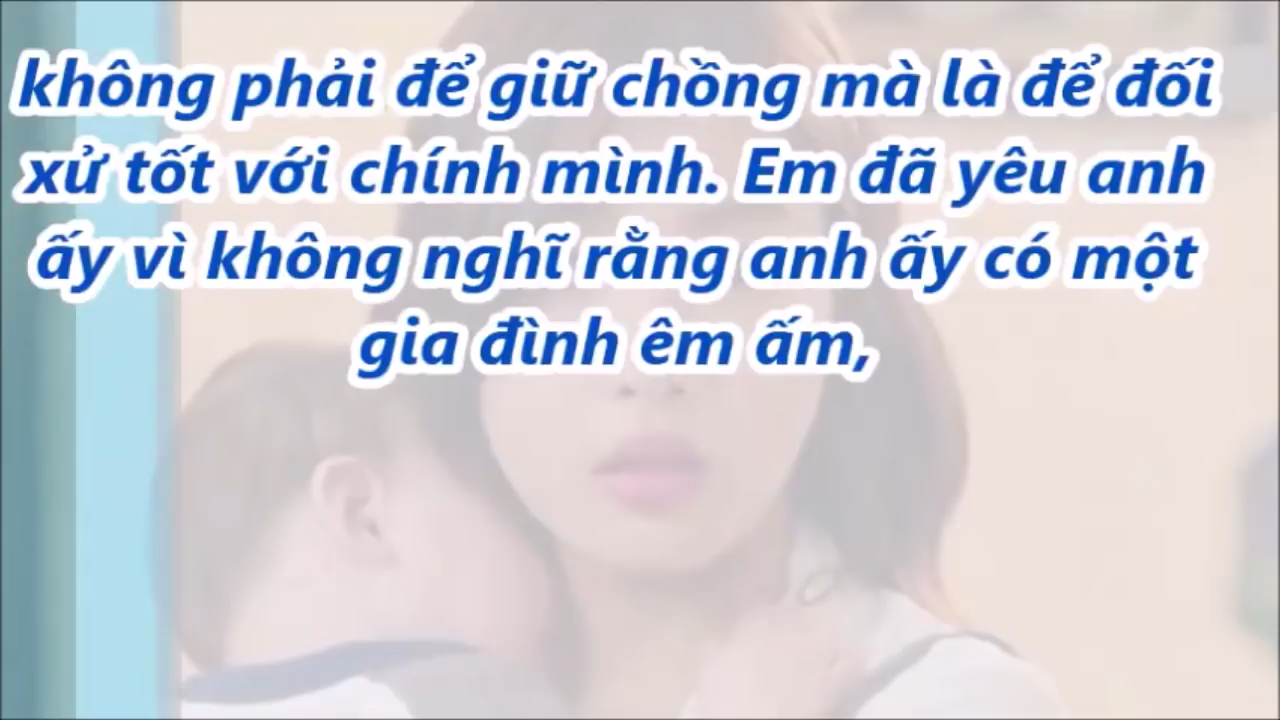 không phải để giữ chồng mà là để đối
xử tốt với chính mình. Em đã yêu anh
ấy vì không nghĩ rằng anh ấy có một
gia đình êm ấm,